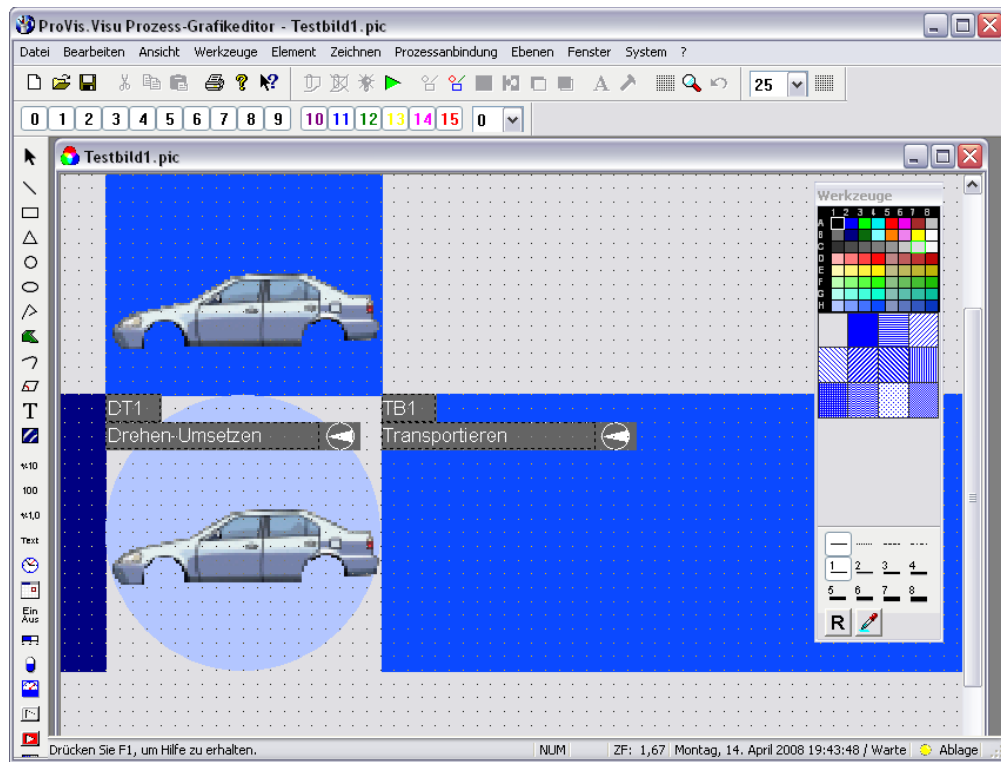 ProVis.Visu Prozess-Grafikeditor - Testbild1.pic
Datei Bearbeiten Ansicht Werkzeuge Element Zeichnen Prozessanbindung Ebenen Fenster System ?
25
0 1 2 3 4 5 6 7 8 9 10 11 12 13 14 15 0
Testbild1.pic
Werkzeuge
1 2 3 4 5 6 7 8
A
B
C
D
E
F
G
H
DT1
TB1
Drehen-Umsetzen
Transportieren
T
100
Text
Ein
Aus
1 2 3 4
5 6 7 8
R
Drücken Sie F1, um Hilfe zu erhalten. NUM ZF: 1,67 Montag, 14. April 2008 19:43:48 / Warte Ablage